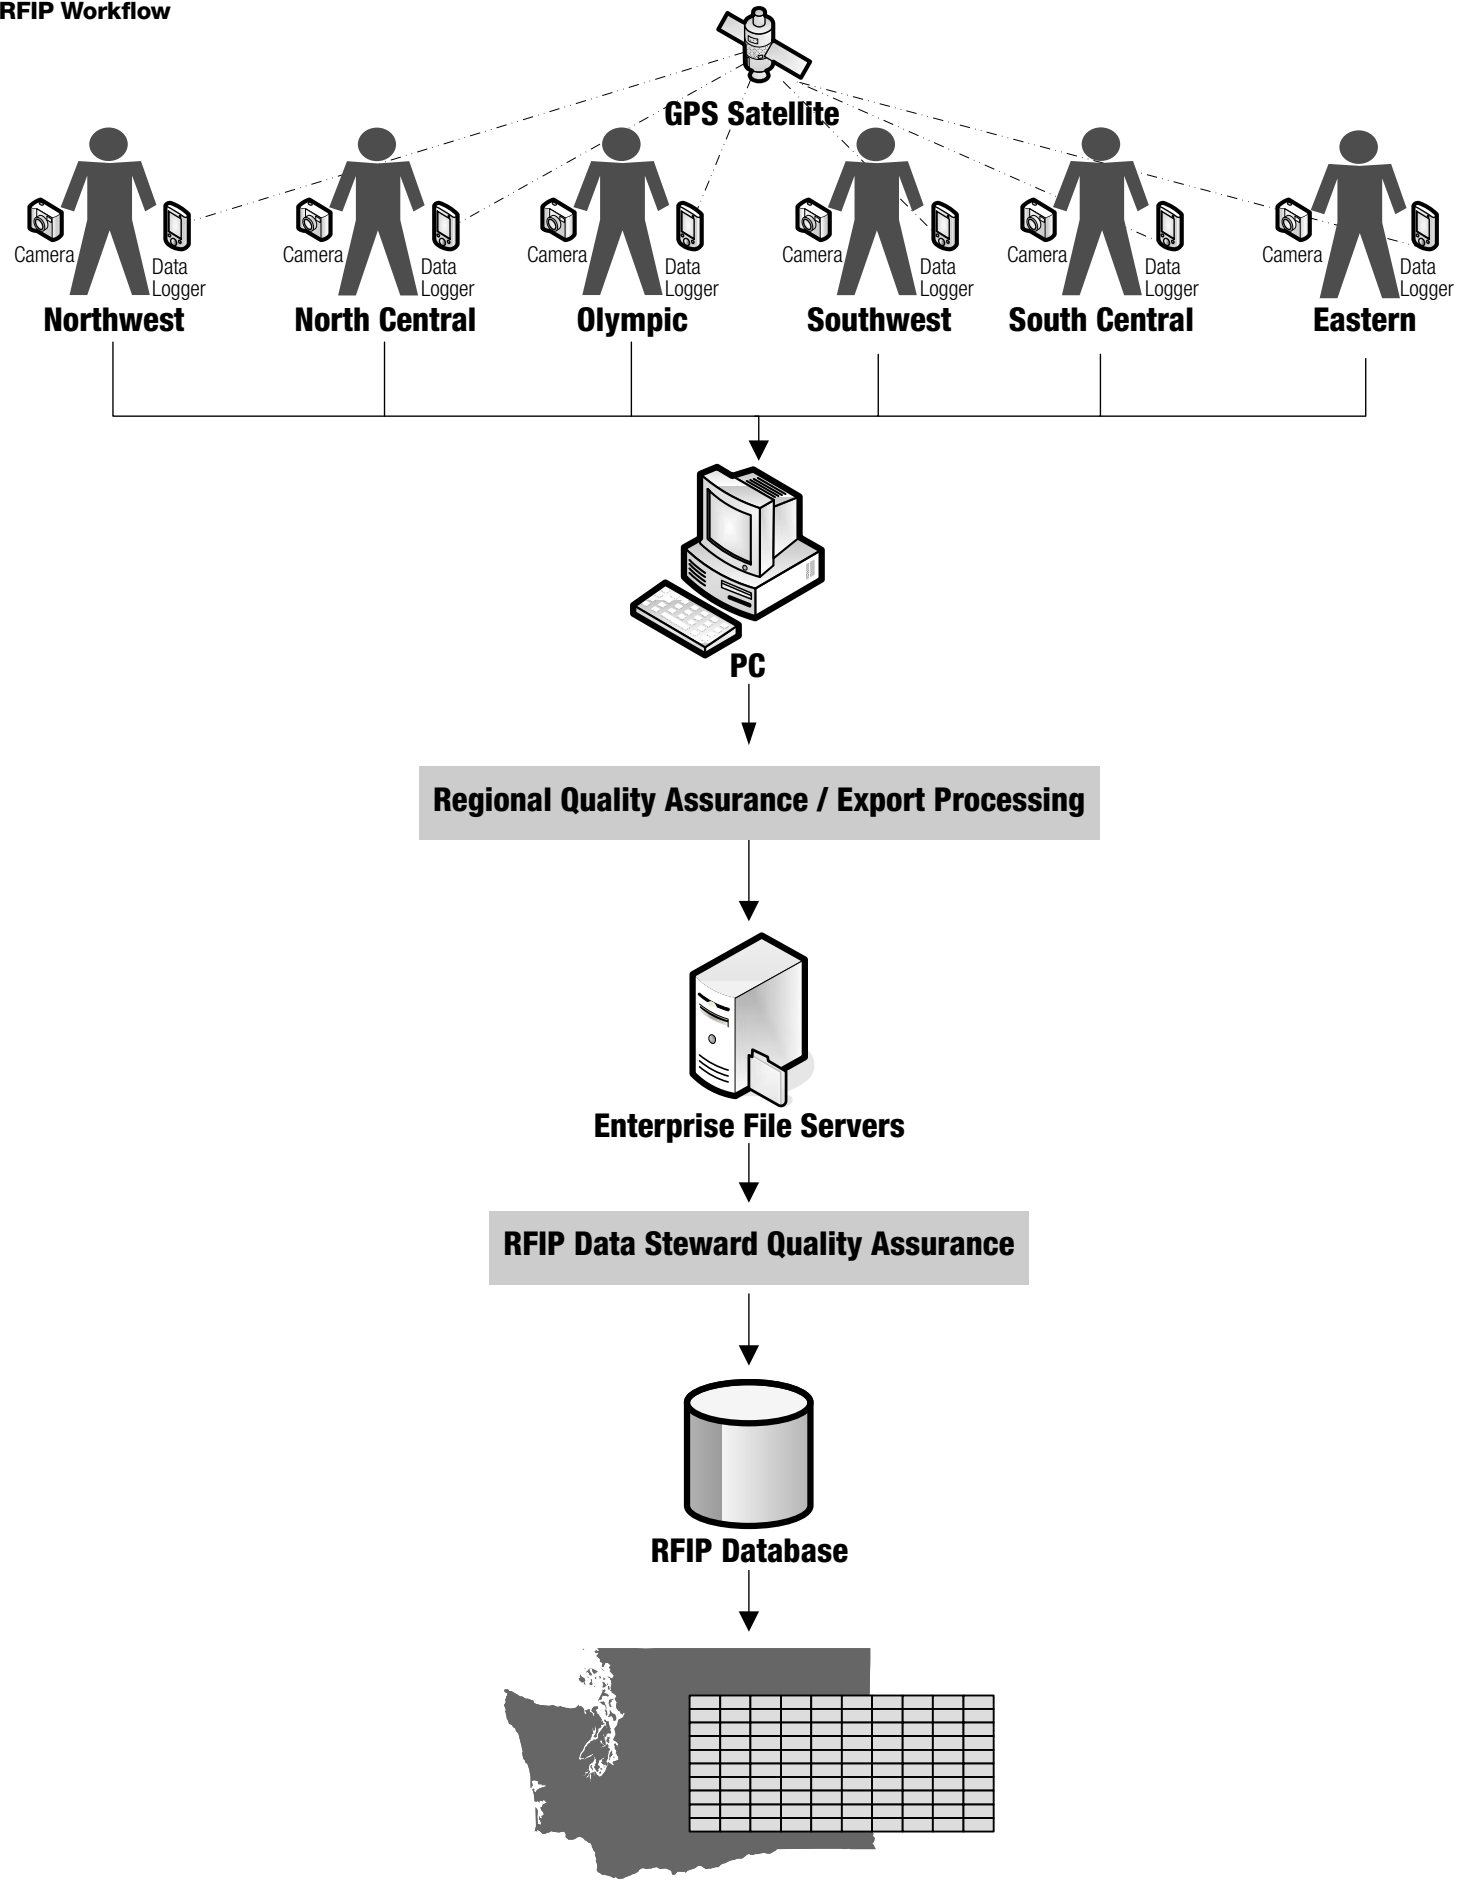 RFIP Workflow
GPS Satellite
Camera
Data
Logger
Northwest
Camera
Data
Logger
North Central
Camera
Data
Logger
Olympic
Camera
Data
Logger
Southwest
Camera
Data
Logger
South Central
Camera
Data
Logger
Eastern
PC
Regional Quality Assurance / Export Processing
Enterprise File Servers
RFIP Data Steward Quality Assurance
RFIP Database